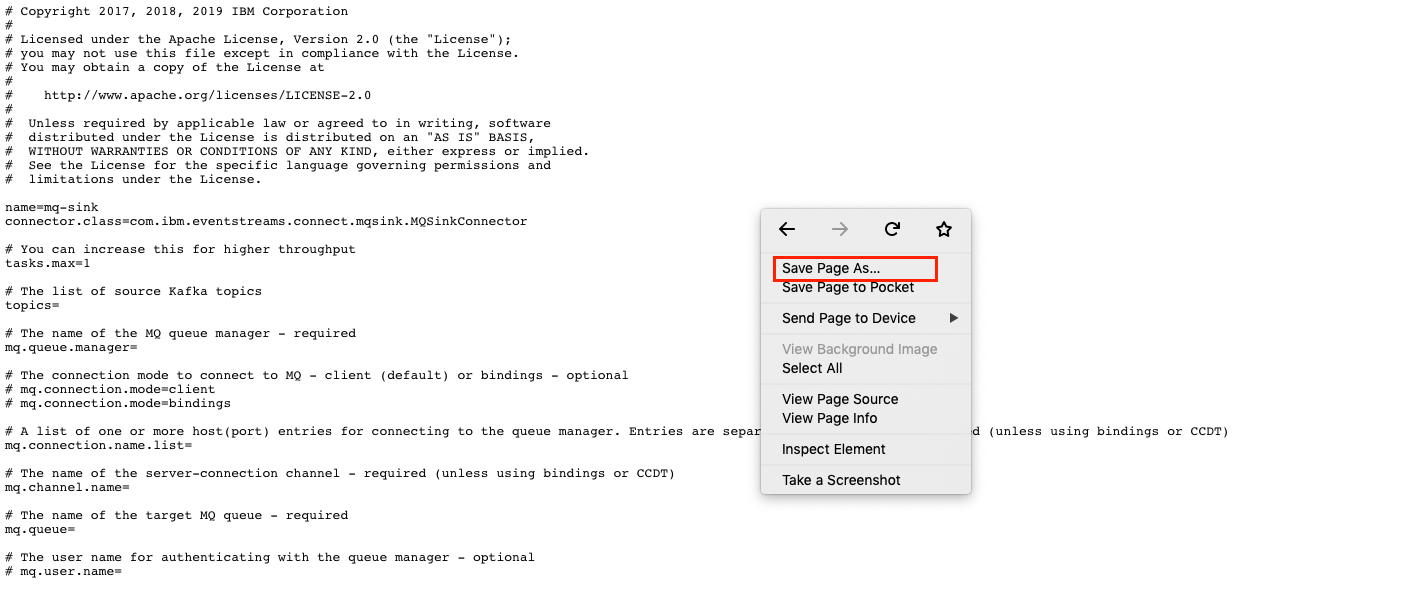 # Copyright 2017, 2018, 2019 IBM Corporation
#
# Licensed under the Apache License, Version 2.0 (the "License");
# you may not use this file except in compliance with the License.
# You may obtain a copy of the License at
#
#    http://www.apache.org/licenses/LICENSE-2.0
#
#  Unless required by applicable law or agreed to in writing, software
#  distributed under the License is distributed on an "AS IS" BASIS,
#  WITHOUT WARRANTIES OR CONDITIONS OF ANY KIND, either express or implied.
#  See the License for the specific language governing permissions and
#  limitations under the License.
name=mq-sink
connector.class=com.ibm.eventstreams.connect.mqsink.MQSinkConnector
# You can increase this for higher throughput
tasks.max=1
# The list of source Kafka topics
topics=
# The name of the MQ queue manager - required
mq.queue.manager=
# The connection mode to connect to MQ - client (default) or bindings - optional
# mq.connection.mode=client
# mq.connection.mode=bindings
# A list of one or more host(port) entries for connecting to the queue manager. Entries are (unless using bindings or CCDT)
mq.connection.name.list=
# The name of the server-connection channel - required (unless using bindings or CCDT)
mq.channel.name=
# The name of the target MQ queue - required
mq.queue=
# The user name for authenticating with the queue manager - optional
# mq.user.name=
Save Page As...
Save Page to Pocket
Send Page to Device
View Background Image
Select All
View Page Source
View Page Info
Inspect Element
Take a Screenshot